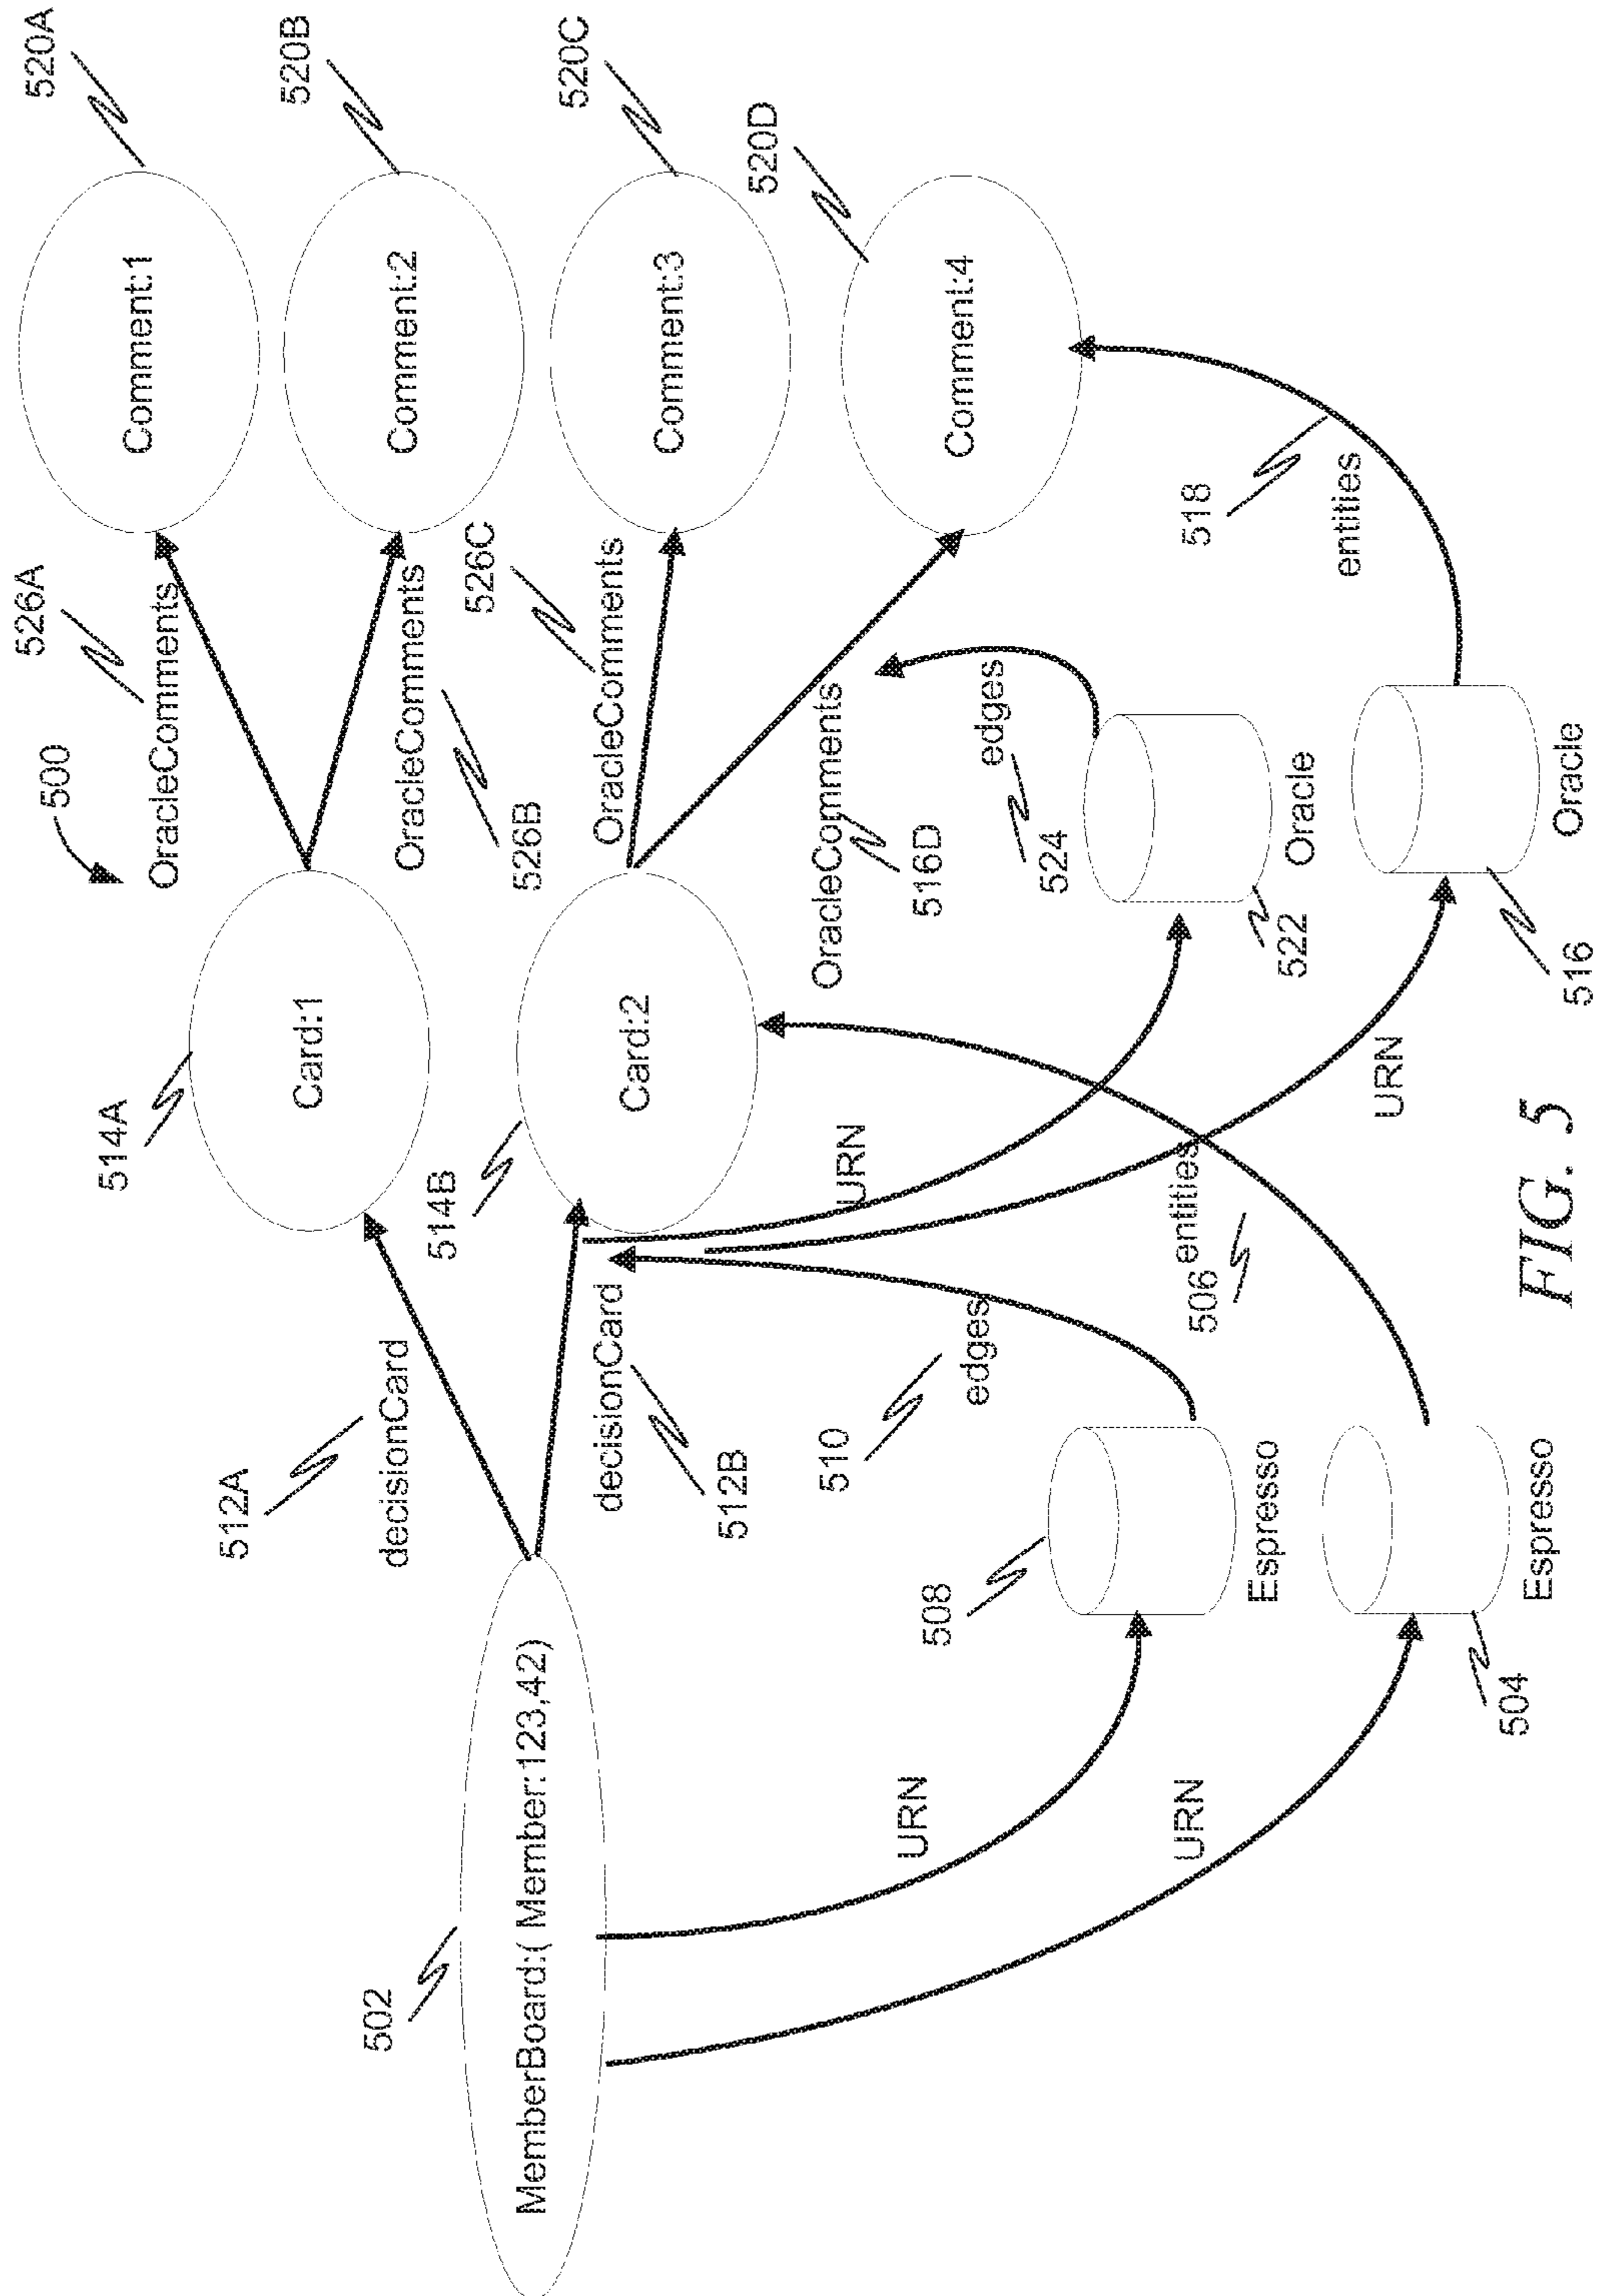 500
520A
Comment:1
526A
OracleComments
514A
Card:1
520B
Comment:2
OracleComments
526B
512A
decisionCard
502
MemberBoard:( Member:123,42)
520C
Comment:3
526C
OracleComments
514B
Card:2
decisionCard
512B
520D
Comment:4
OracleComments
516D
URN
edges
524
510
edges
URN
508
Espresso
Oracle
522
506
entities
518
entities
URN
URN
504
Espresso
Oracle
516
FIG. 5